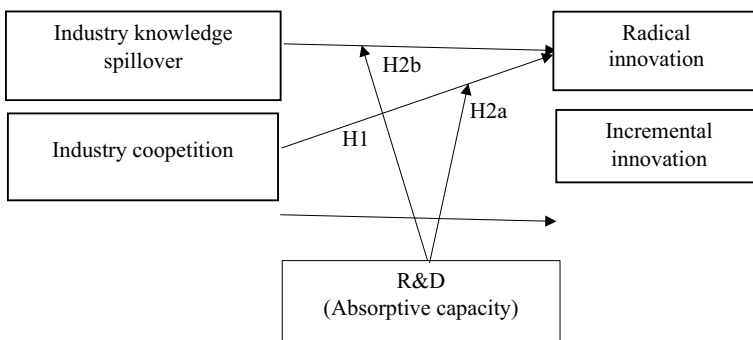 Industry knowledge
spillover
Radical
innovation
H2b
H2a
Industry coopetition
H1
Incremental
innovation
R&D
(Absorptive capacity)